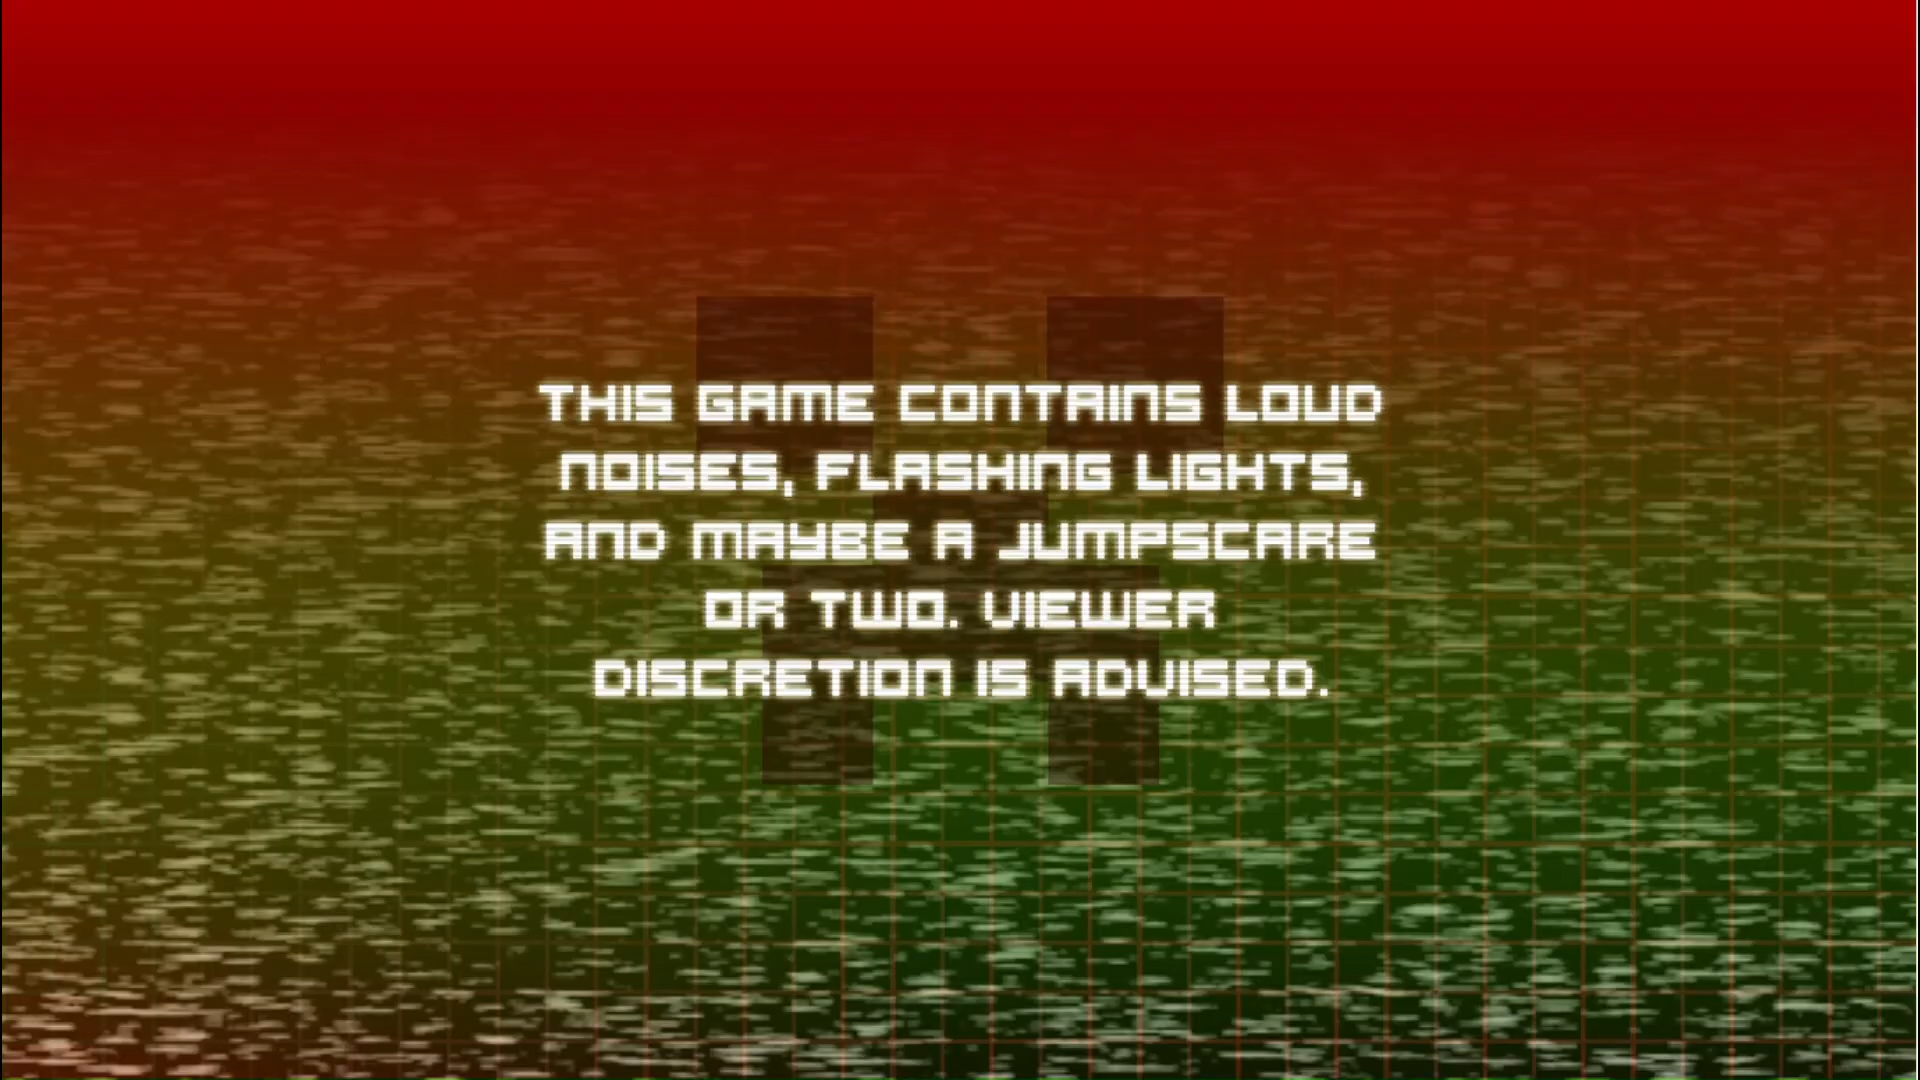 THIS GAME CONTAINS LOUD
NOISES, FLASHING LIGHTS,
AND MAYBE A JUMPSCARE
OR TWO. VIEWER
DISCRETION IS ADVISED.